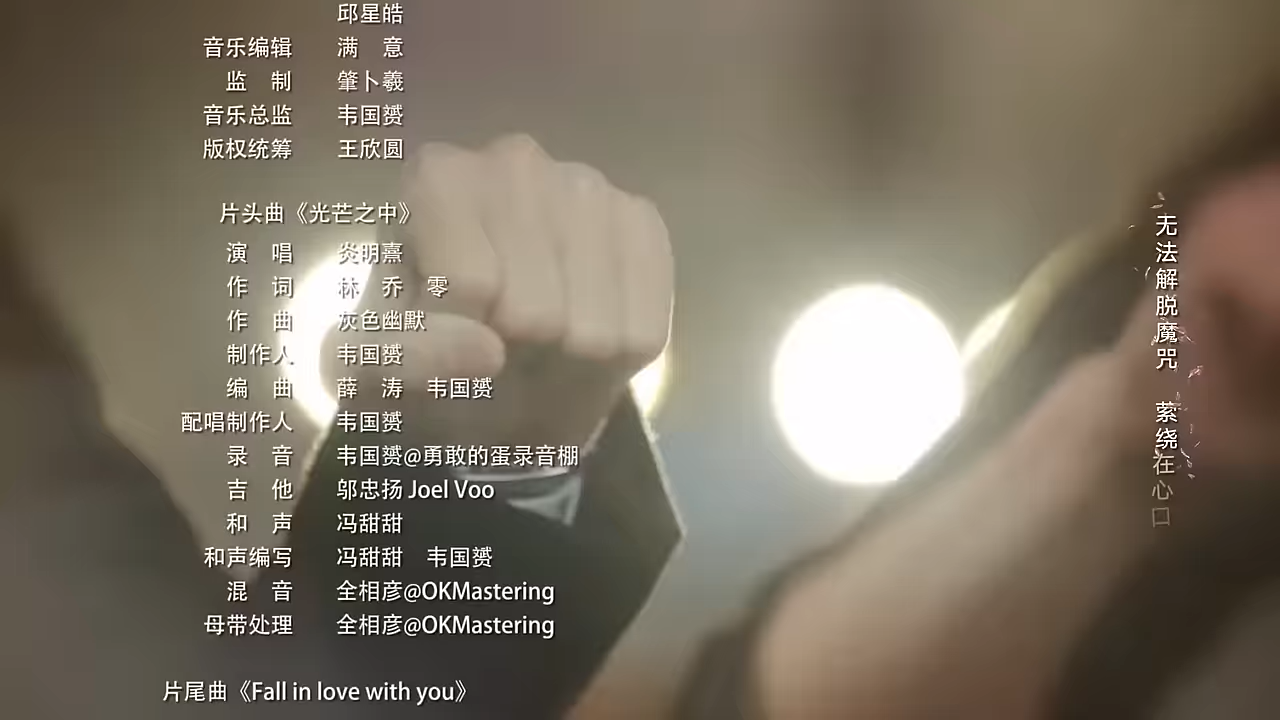 邱星皓
音乐编辑 满 意
监 制 肇卜羲
音乐总监 韦国赟
版权统筹 王欣圆
片头曲《光芒之中》
演 唱 炎明熹
作 词 林 乔 零
作 曲 灰色幽默
制作人 韦国赟
编 曲 薛 涛 韦国赟
配唱制作人 韦国赟
录 音 韦国赟@勇敢的蛋录音棚
吉 他 邬忠扬 Joel Voo
和 声 冯甜甜
和声编写 冯甜甜 韦国赟
混 音 全相彦@OKMastering
母带处理 全相彦@OKMastering
片尾曲《Fall in love with you》
无法解脱魔咒 萦绕在心口